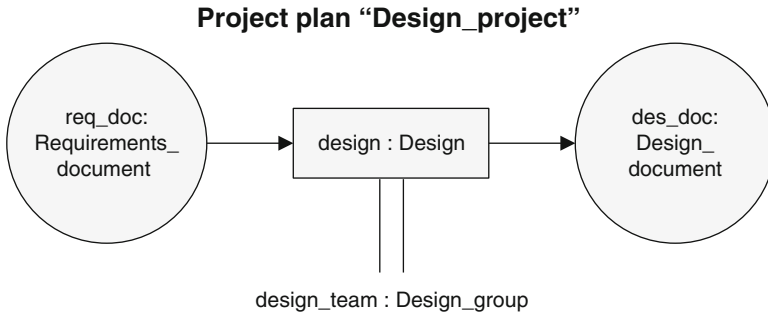 Project plan “Design_project”
req_doc:
Requirements_
document
design : Design
des_doc:
Design_
document
design_team : Design_group